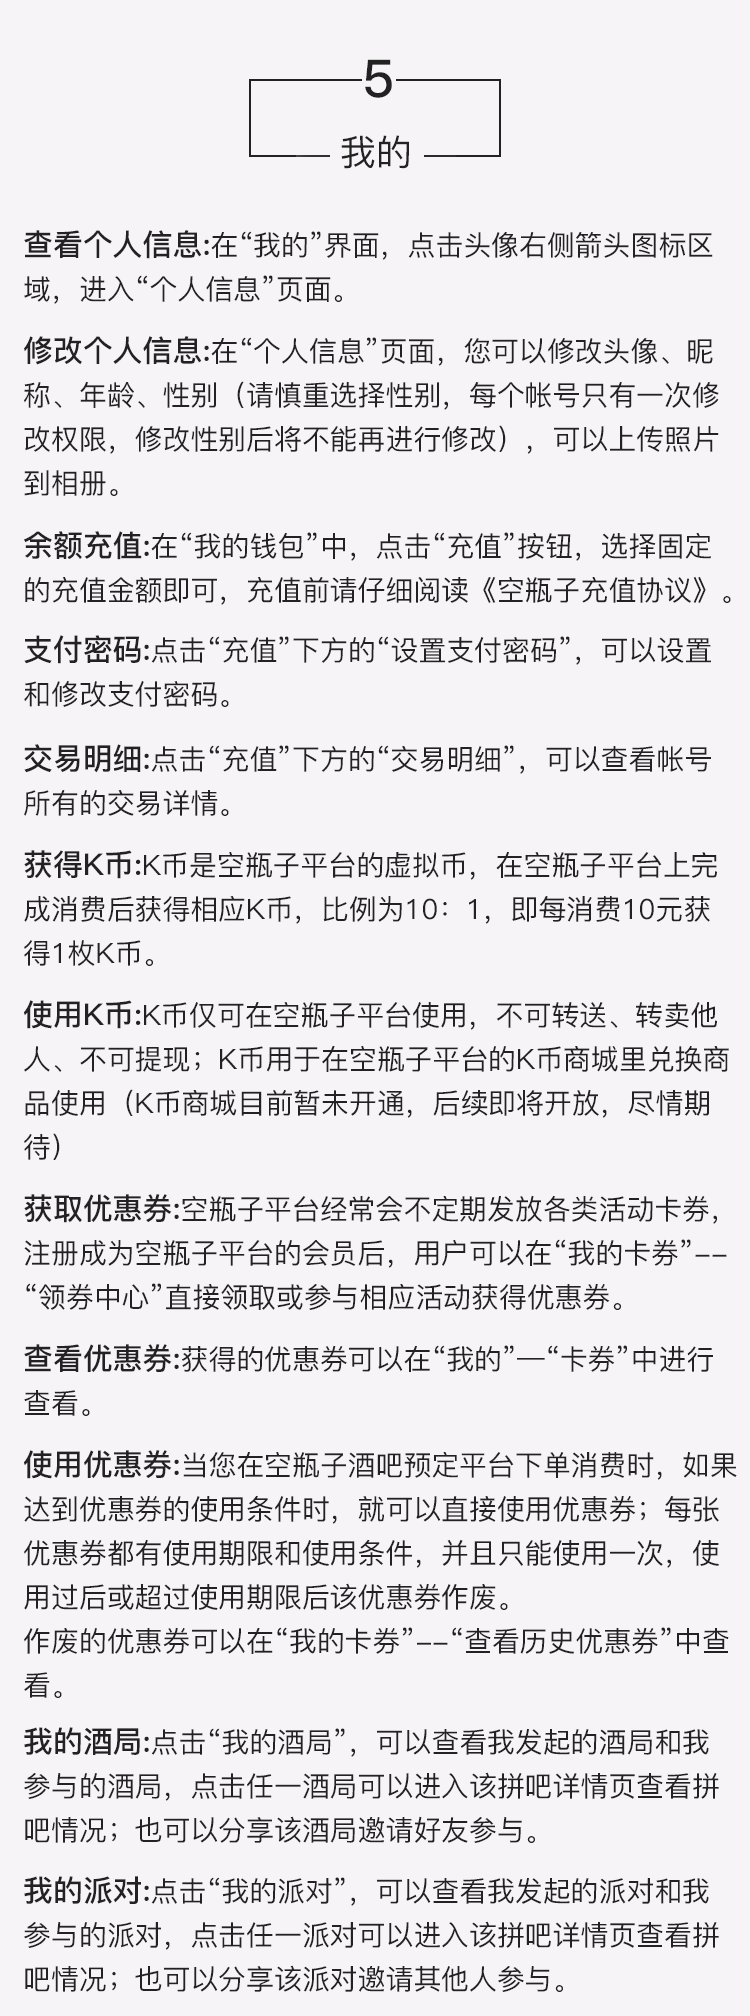 5
我的
查看个人信息:在“我的”界面，点击头像右侧箭头图标区
域，进入“个人信息”页面。
修改个人信息:在“个人信息”页面，您可以修改头像、昵
称、年龄、性别（请慎重选择性别，每个帐号只有一次修
改权限，修改性别后将不能再进行修改），可以上传照片
到相册。
余额充值:在“我的钱包”中，点击“充值”按钮，选择固定
的充值金额即可，充值前请仔细阅读《空瓶子充值协议》。
支付密码:点击“充值”下方的“设置支付密码”，可以设置
和修改支付密码。
交易明细:点击“充值”下方的“交易明细”，可以查看帐号
所有的交易详情。
获得K币:K币是空瓶子平台的虚拟币，在空瓶子平台上完
成消费后获得相应K币，比例为10：1，即每消费10元获
得1枚K币。
使用K币:K币仅可在空瓶子平台使用，不可转送、转卖他
人、不可提现；K币用于在空瓶子平台的K币商城里兑换商
品使用（K币商城目前暂未开通，后续即将开放，尽情期
待）
获取优惠券:空瓶子平台经常会不定期发放各类活动卡券，
注册成为空瓶子平台的会员后，用户可以在“我的卡券”--
“领券中心”直接领取或参与相应活动获得优惠券。
查看优惠券:获得的优惠券可以在“我的”—“卡券”中进行
查看。
使用优惠券:当您在空瓶子酒吧预定平台下单消费时，如果
达到优惠券的使用条件时，就可以直接使用优惠券；每张
优惠券都有使用期限和使用条件，并且只能使用一次，使
用过后或超过使用期限后该优惠券作废。
作废的优惠券可以在“我的卡券”--“查看历史优惠券”中查
看。
我的酒局:点击“我的酒局”，可以查看我发起的酒局和我
参与的酒局，点击任一酒局可以进入该拼吧详情页查看拼
吧情况；也可以分享该酒局邀请好友参与。
我的派对:点击“我的派对”，可以查看我发起的派对和我
参与的派对，点击任一派对可以进入该拼吧详情页查看拼
吧情况；也可以分享该派对邀请其他人参与。